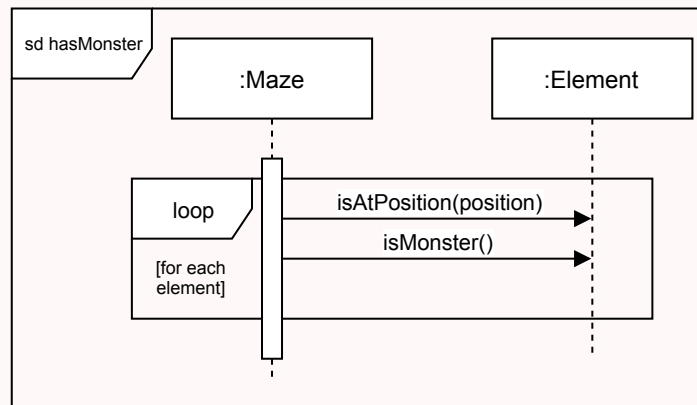 sd hasMonster
:Maze
:Element
loop
isAtPosition(position)
isMonster()
[for each
element]